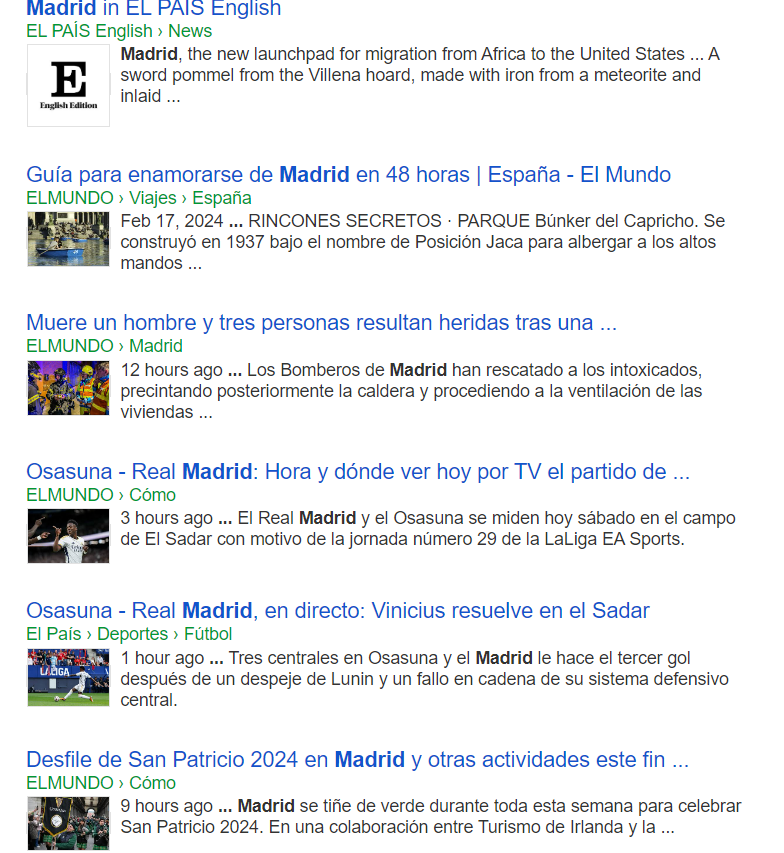 Madrid in EL PAÍS English
EL PAÍS English › News
E
English Edition
Madrid, the new launchpad for migration from Africa to the United States ... A
sword pommel from the Villena hoard, made with iron from a meteorite and
inlaid ...
Guía para enamorarse de Madrid en 48 horas | España - El Mundo
ELMUNDO › Viajes › España
Feb 17, 2024 ... RINCONES SECRETOS · PARQUE Búnker del Capricho. Se
construyó en 1937 bajo el nombre de Posición Jaca para albergar a los altos
mandos ...
Muere un hombre y tres personas resultan heridas tras una ...
ELMUNDO › Madrid
12 hours ago ... Los Bomberos de Madrid han rescatado a los intoxicados,
precintando posteriormente la caldera y procediendo a la ventilación de las
viviendas ...
Osasuna - Real Madrid: Hora y dónde ver hoy por TV el partido de ...
ELMUNDO › Cómo
3 hours ago ... El Real Madrid y el Osasuna se miden hoy sábado en el campo
de El Sadar con motivo de la jornada número 29 de la LaLiga EA Sports.
Osasuna - Real Madrid, en directo: Vinicius resuelve en el Sadar
El País › Deportes › Fútbol
LALIGA
1 hour ago ... Tres centrales en Osasuna y el Madrid le hace el tercer gol
después de un despeje de Lunin y un fallo en cadena de su sistema defensivo
central.
Desfile de San Patricio 2024 en Madrid y otras actividades este fin ...
ELMUNDO › Cómo
9 hours ago ... Madrid se tiñe de verde durante toda esta semana para celebrar
San Patricio 2024. En una colaboración entre Turismo de Irlanda y la ...